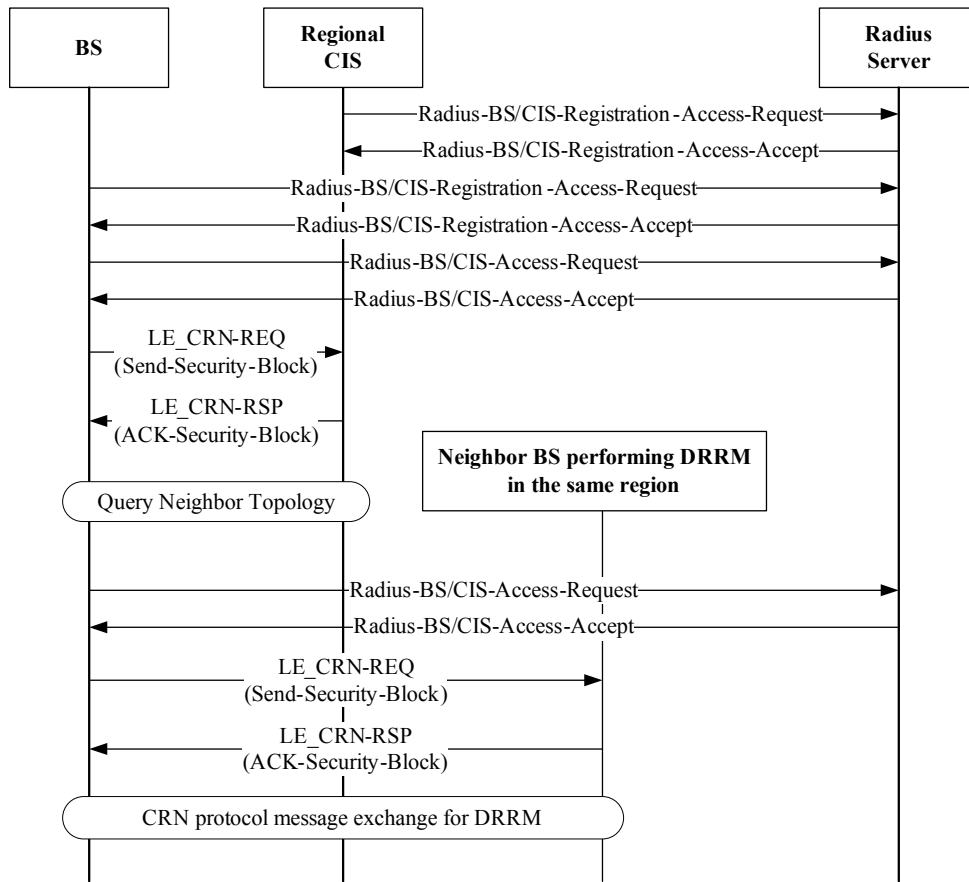 BS
Regional
CIS
Radius
Server
Radius-BS/CIS-Registration-Access-Request
Radius-BS/CIS-Registration-Access-Accept
Radius-BS/CIS-Registration-Access-Request
Radius-BS/CIS-Registration-Access-Accept
Radius-BS/CIS-Access-Request
Radius-BS/CIS-Access-Accept
LE_CRN-REQ
(Send-Security-Block)
LE_CRN-RSP
(ACK-Security-Block)
Neighbor BS performing DRRM
in the same region
Query Neighbor Topology
Radius-BS/CIS-Access-Request
Radius-BS/CIS-Access-Accept
LE_CRN-REQ
(Send-Security-Block)
LE_CRN-RSP
(ACK-Security-Block)
CRN protocol message exchange for DRRM